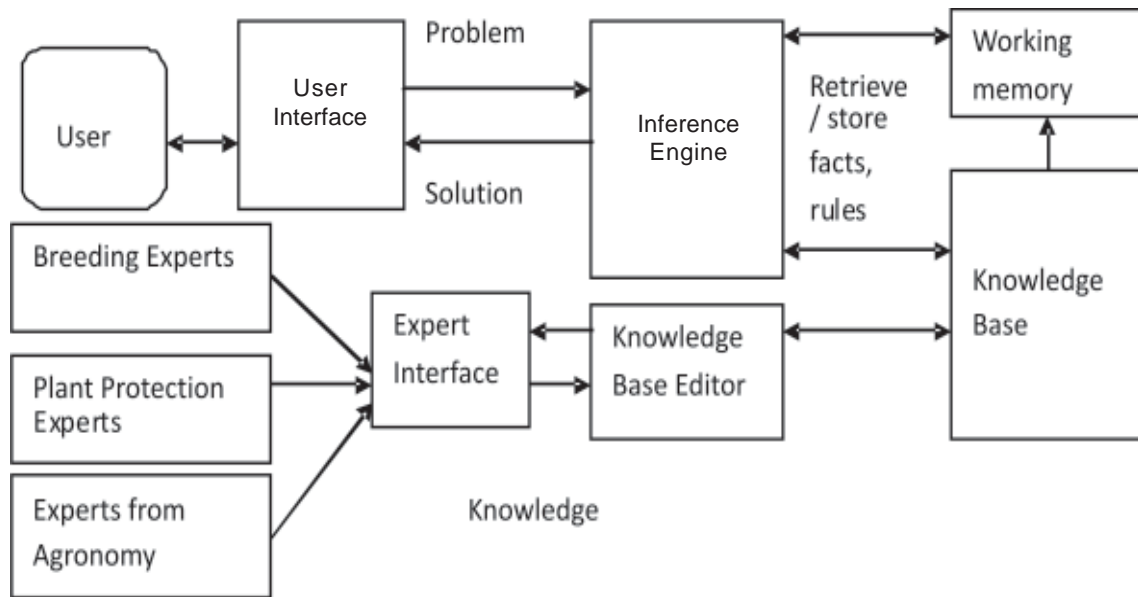 Problem
Working
memory
User
Interface
User
Retrieve
/ store
facts,
rules
Inference
Engine
Solution
Breeding Experts
Knowledge
Base
Expert
Interface
Knowledge
Base Editor
Plant Protection
Experts
Experts from
Agronomy
Knowledge